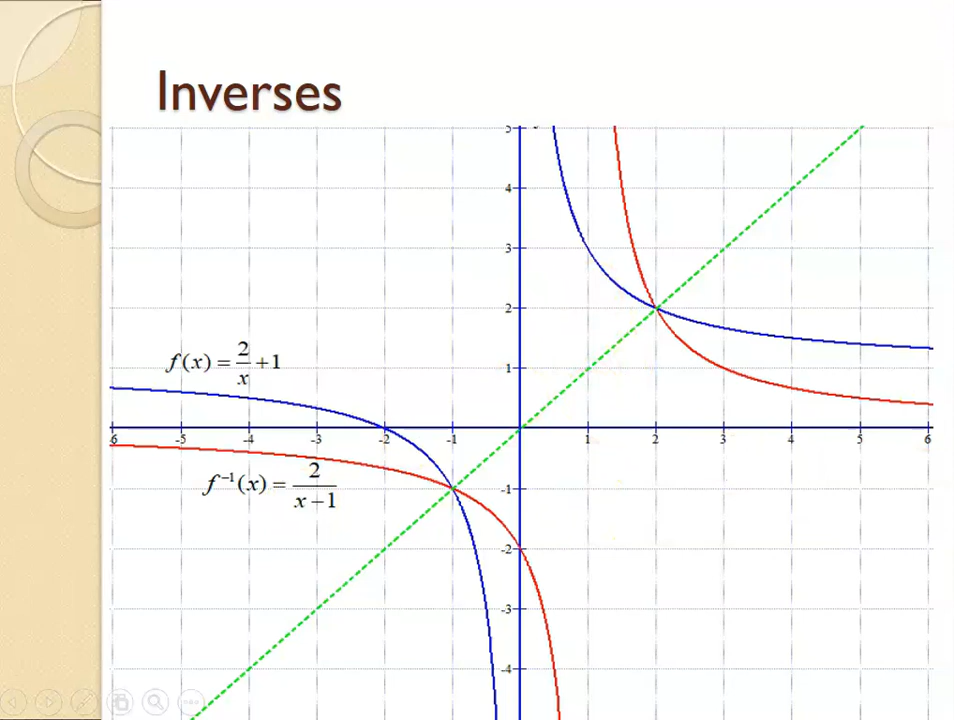 Inverses
5
4
3
2
1
f(x) = 2/x + 1
6 -5 -4 -3 -2 -1 1 2 3 4 5 6
f⁻¹(x) = 2/(x − 1)
-1
-2
-3
-4